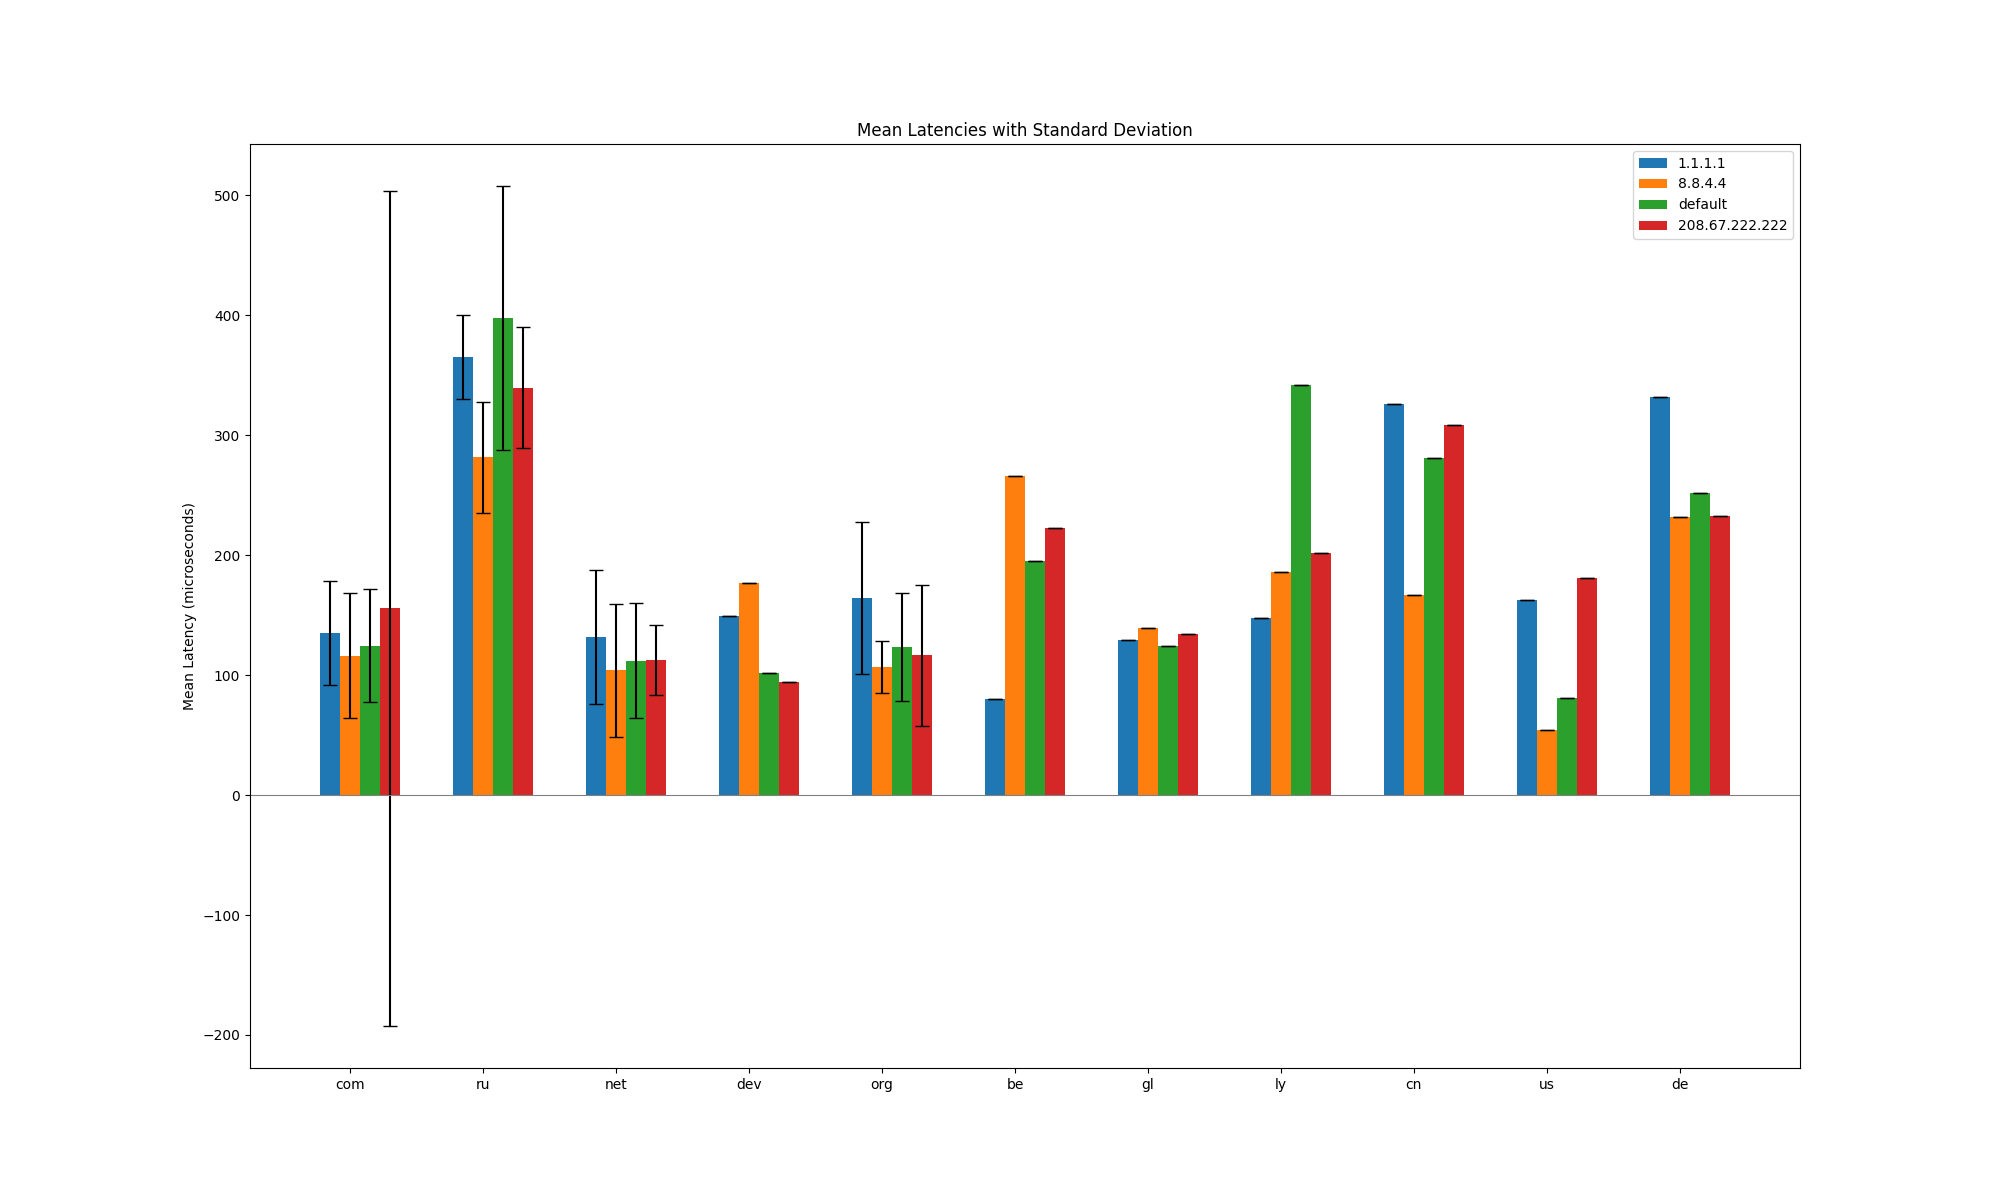 Mean Latencies with Standard Deviation
1.1.1.1
8.8.4.4
default
208.67.222.222
Mean Latency (microseconds)
500
400
300
200
100
0
−100
−200
com ru net dev org be gl ly cn us de